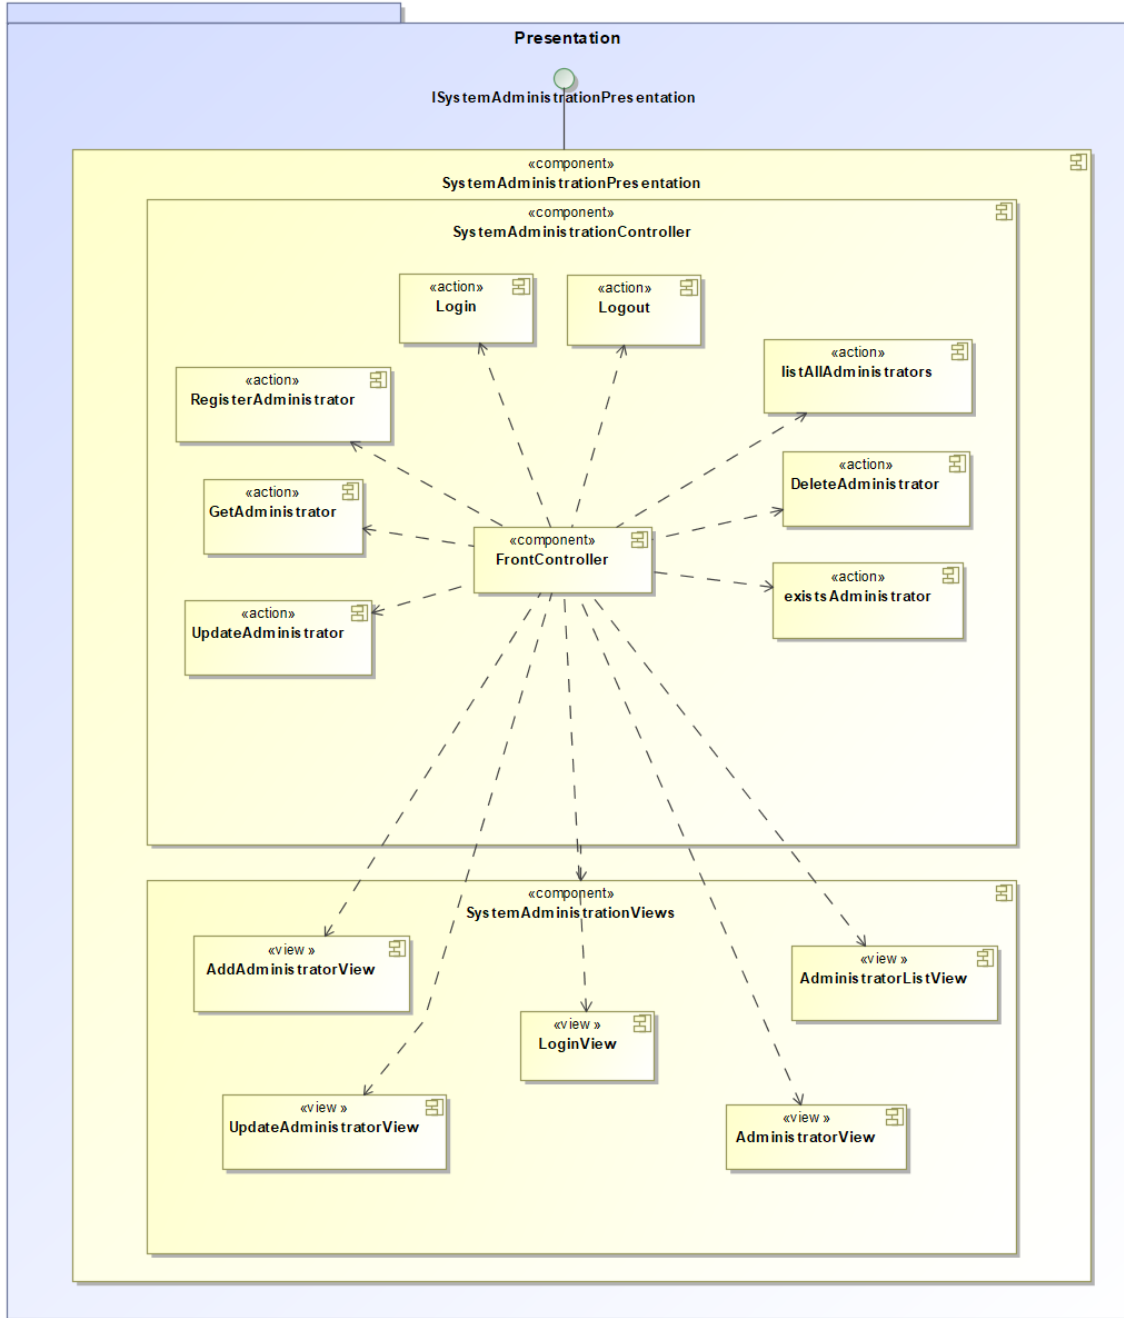 Presentation
ISystemAdministrationPresentation
«component»
SystemAdministrationPresentation
«component»
SystemAdministrationController
«action»
Login
«action»
Logout
«action»
listAllAdministrators
«action»
RegisterAdministrator
«action»
DeleteAdministrator
«action»
GetAdministrator
«component»
FrontController
«action»
existsAdministrator
«action»
UpdateAdministrator
«component»
SystemAdministrationViews
«view »
AddAdministratorView
«view »
AdministratorListView
«view »
LoginView
«view »
UpdateAdministratorView
«view »
AdministratorView